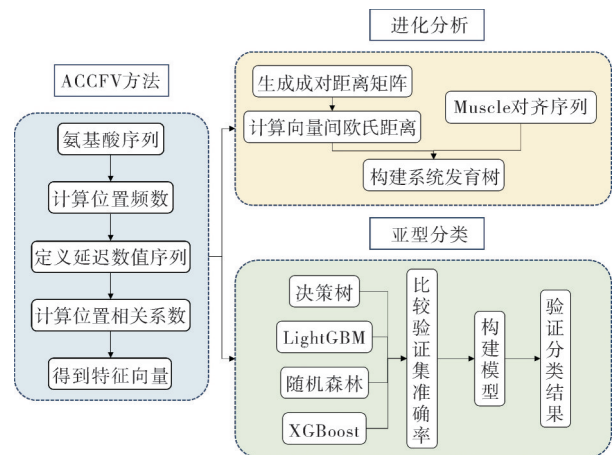 ACCFV方法
氨基酸序列
计算位置频数
定义延迟数值序列
计算位置相关系数
得到特征向量
进化分析
生成成对距离矩阵
计算向量间欧氏距离
Muscle对齐序列
构建系统发育树
亚型分类
决策树
LightGBM
随机森林
XGBoost
比较验证集准确率
构建模型
验证分类结果